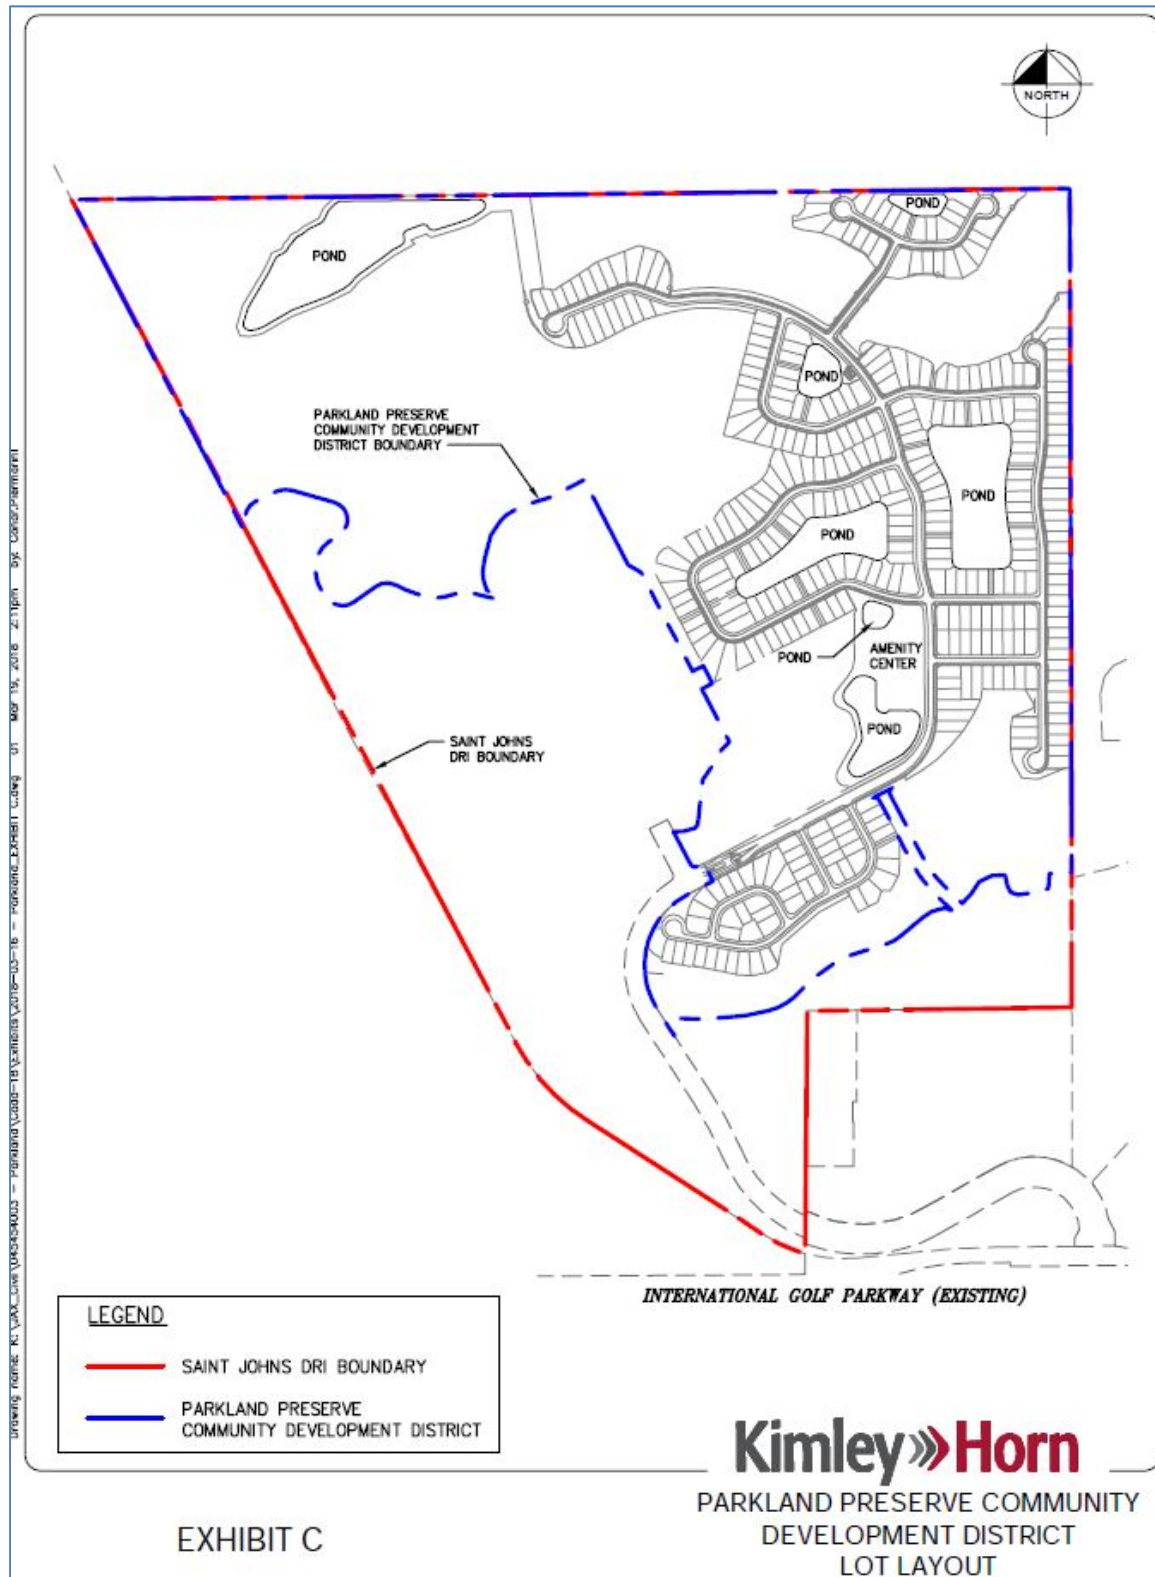 NORTH
POND
POND
PARKLAND PRESERVE
COMMUNITY DEVELOPMENT
DISTRICT BOUNDARY
POND
POND
POND
POND
AMENITY
CENTER
POND
SAINT JOHNS
DRI BOUNDARY
INTERNATIONAL GOLF PARKWAY (EXISTING)
LEGEND
SAINT JOHNS DRI BOUNDARY
PARKLAND PRESERVE
COMMUNITY DEVELOPMENT DISTRICT
Kimley»Horn
PARKLAND PRESERVE COMMUNITY
DEVELOPMENT DISTRICT
LOT LAYOUT
EXHIBIT C